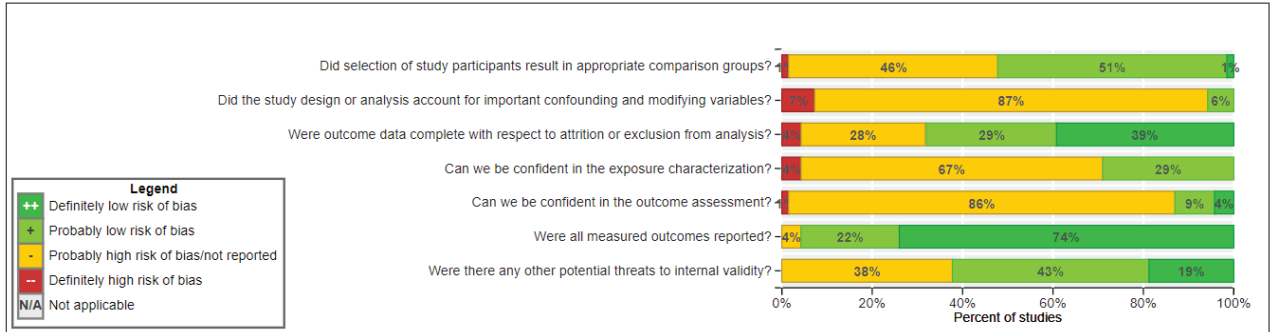 Did selection of study participants result in appropriate comparison groups? 1% 46% 51% 1%
Did the study design or analysis account for important confounding and modifying variables? 7% 87% 6%
Were outcome data complete with respect to attrition or exclusion from analysis? 4% 28% 29% 39%
Can we be confident in the exposure characterization? 4% 67% 29%
Can we be confident in the outcome assessment? 1% 86% 9% 4%
Were all measured outcomes reported? 4% 22% 74%
Were there any other potential threats to internal validity? 38% 43% 19%
0% 20% 40% 60% 80% 100%
Percent of studies
Legend
++ Definitely low risk of bias
+ Probably low risk of bias
- Probably high risk of bias/not reported
-- Definitely high risk of bias
N/A Not applicable